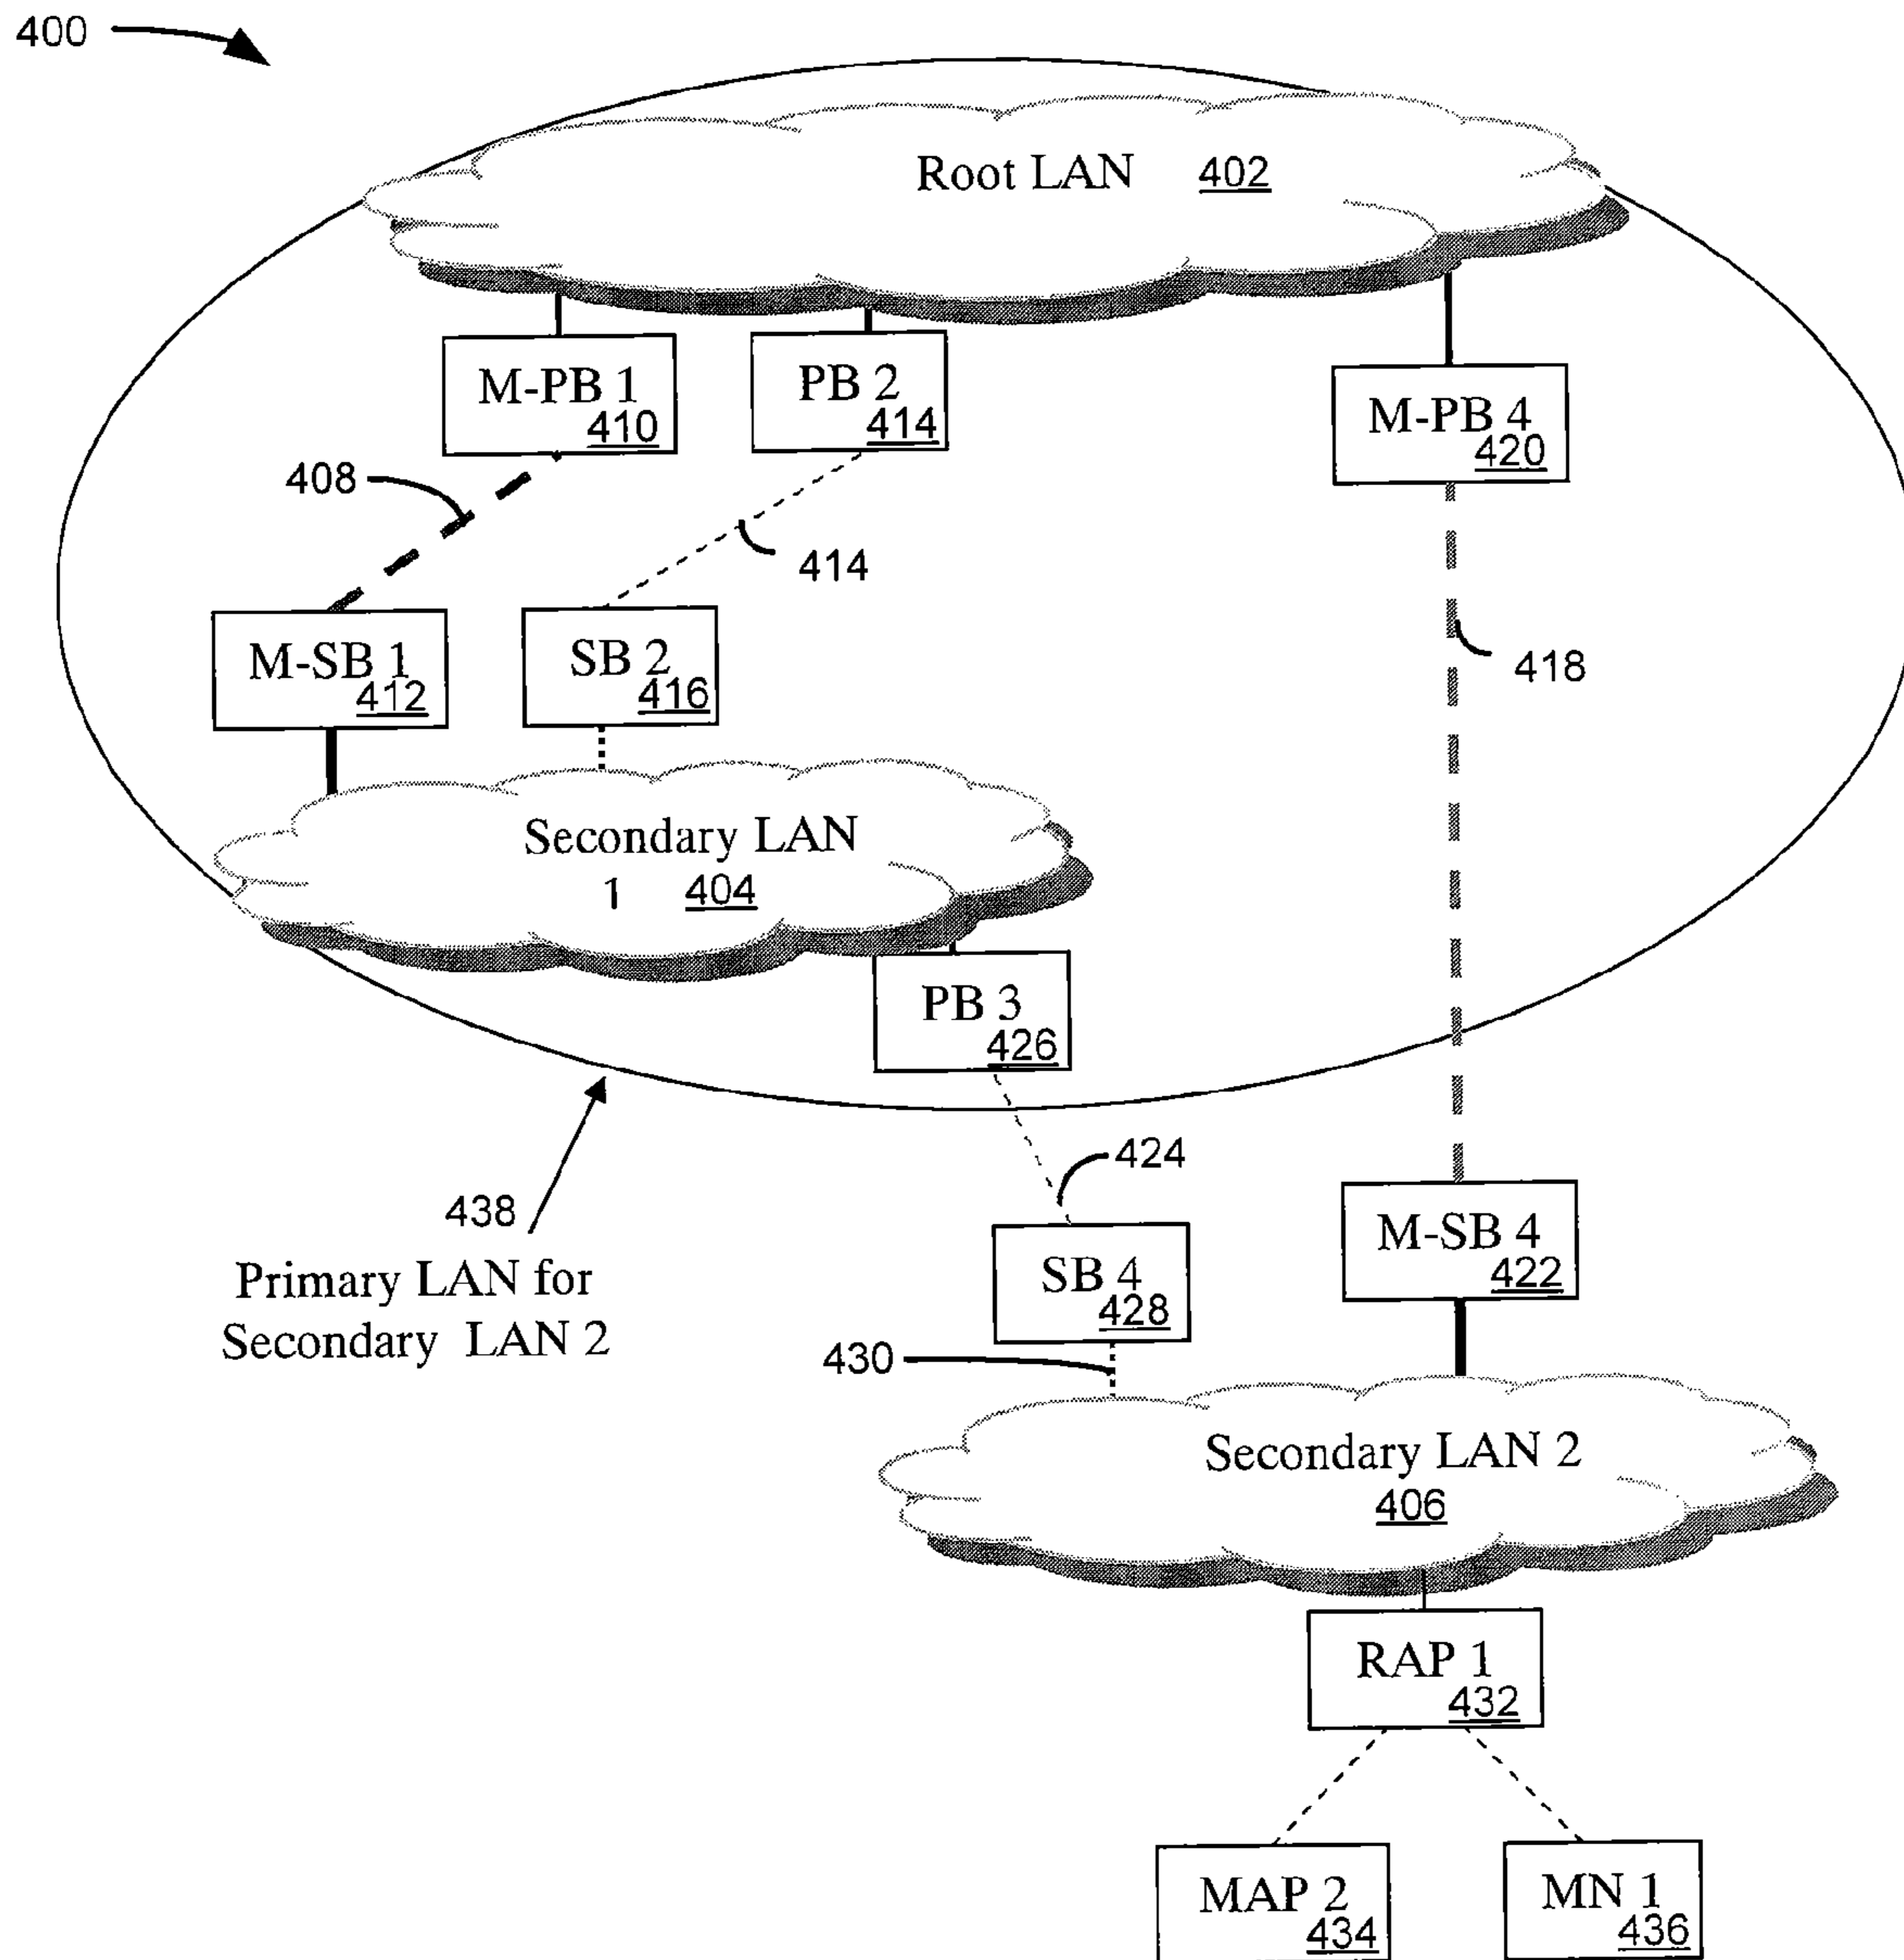 400
Root LAN 402
M-PB 1
410
PB 2
414
M-PB 4
420
408
414
M-SB 1
412
SB 2
416
418
Secondary LAN
1 404
PB 3
426
424
438
Primary LAN for
Secondary LAN 2
SB 4
428
M-SB 4
422
430
Secondary LAN 2
406
RAP 1
432
MAP 2
434
MN 1
436